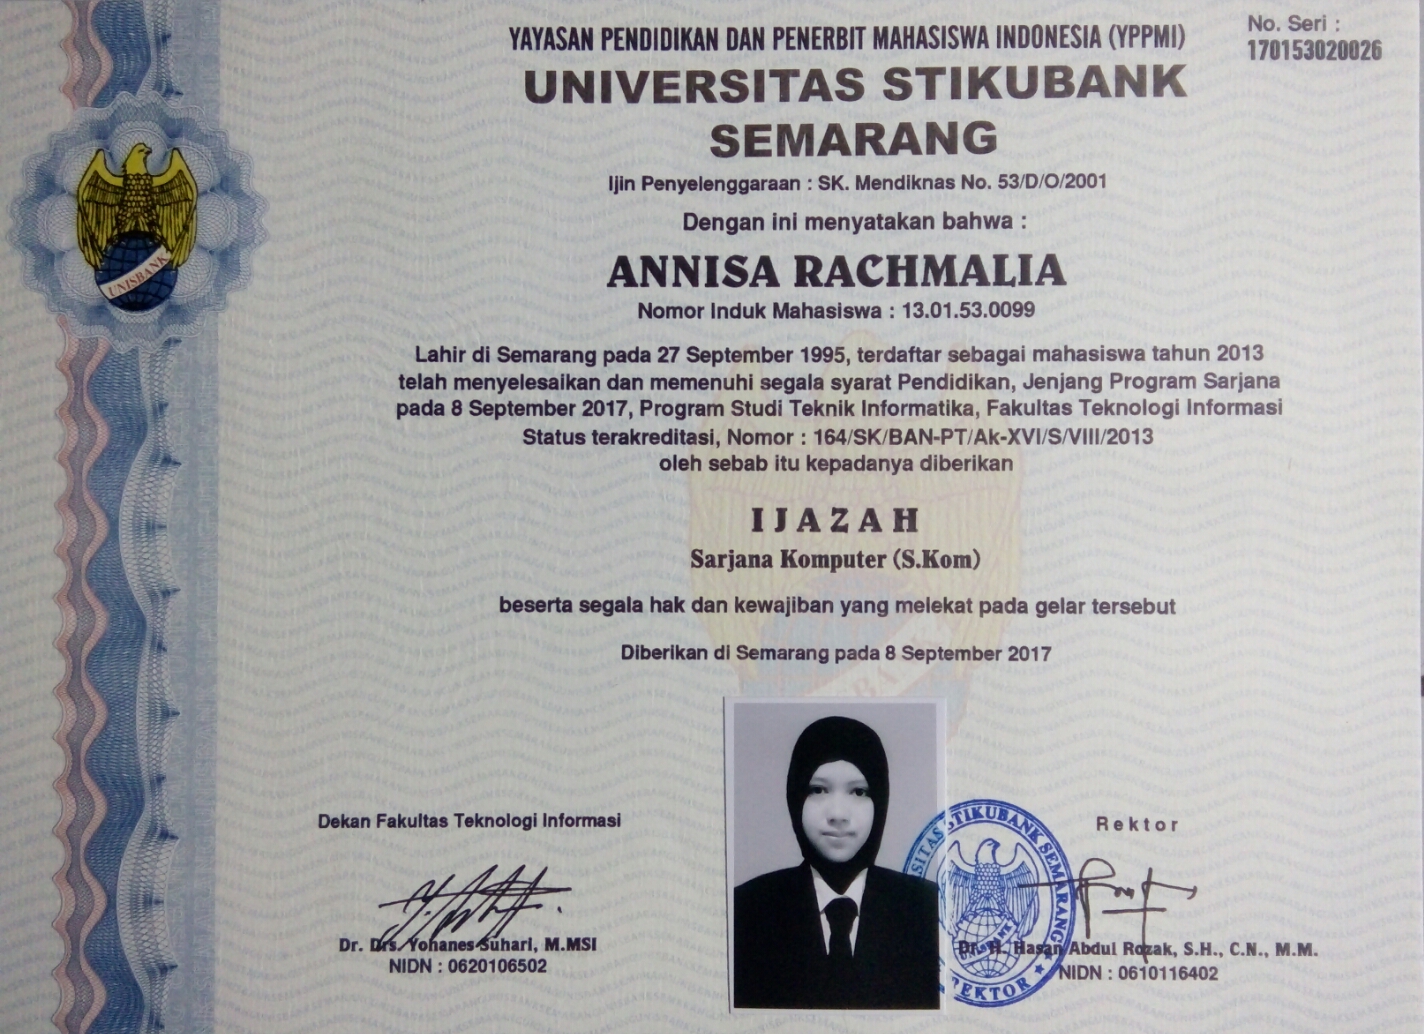 No. Seri :
170153020026
YAYASAN PENDIDIKAN DAN PENERBIT MAHASISWA INDONESIA (YPPMI)
UNIVERSITAS STIKUBANK
SEMARANG
Ijin Penyelenggaraan : SK. Mendiknas No. 53/D/O/2001
Dengan ini menyatakan bahwa :
ANNISA RACHMALIA
Nomor Induk Mahasiswa : 13.01.53.0099
Lahir di Semarang pada 27 September 1995, terdaftar sebagai mahasiswa tahun 2013
telah menyelesaikan dan memenuhi segala syarat Pendidikan, Jenjang Program Sarjana
pada 8 September 2017, Program Studi Teknik Informatika, Fakultas Teknologi Informasi
Status terakreditasi, Nomor : 164/SK/BAN-PT/Ak-XVI/S/VIII/2013
oleh sebab itu kepadanya diberikan
IJAZAH
Sarjana Komputer (S.Kom)
beserta segala hak dan kewajiban yang melekat pada gelar tersebut
Diberikan di Semarang pada 8 September 2017
UNISBANK
Dekan Fakultas Teknologi Informasi
Dr. Drs. Yohanes Suhari, M.MSI
NIDN : 0620106502
Rektor
Dr. H. Hasan Abdul Rozak, S.H., C.N., M.M.
NIDN : 0610116402
SITAS STIKUBANK SEMARANG
UNISBANK
REKTOR